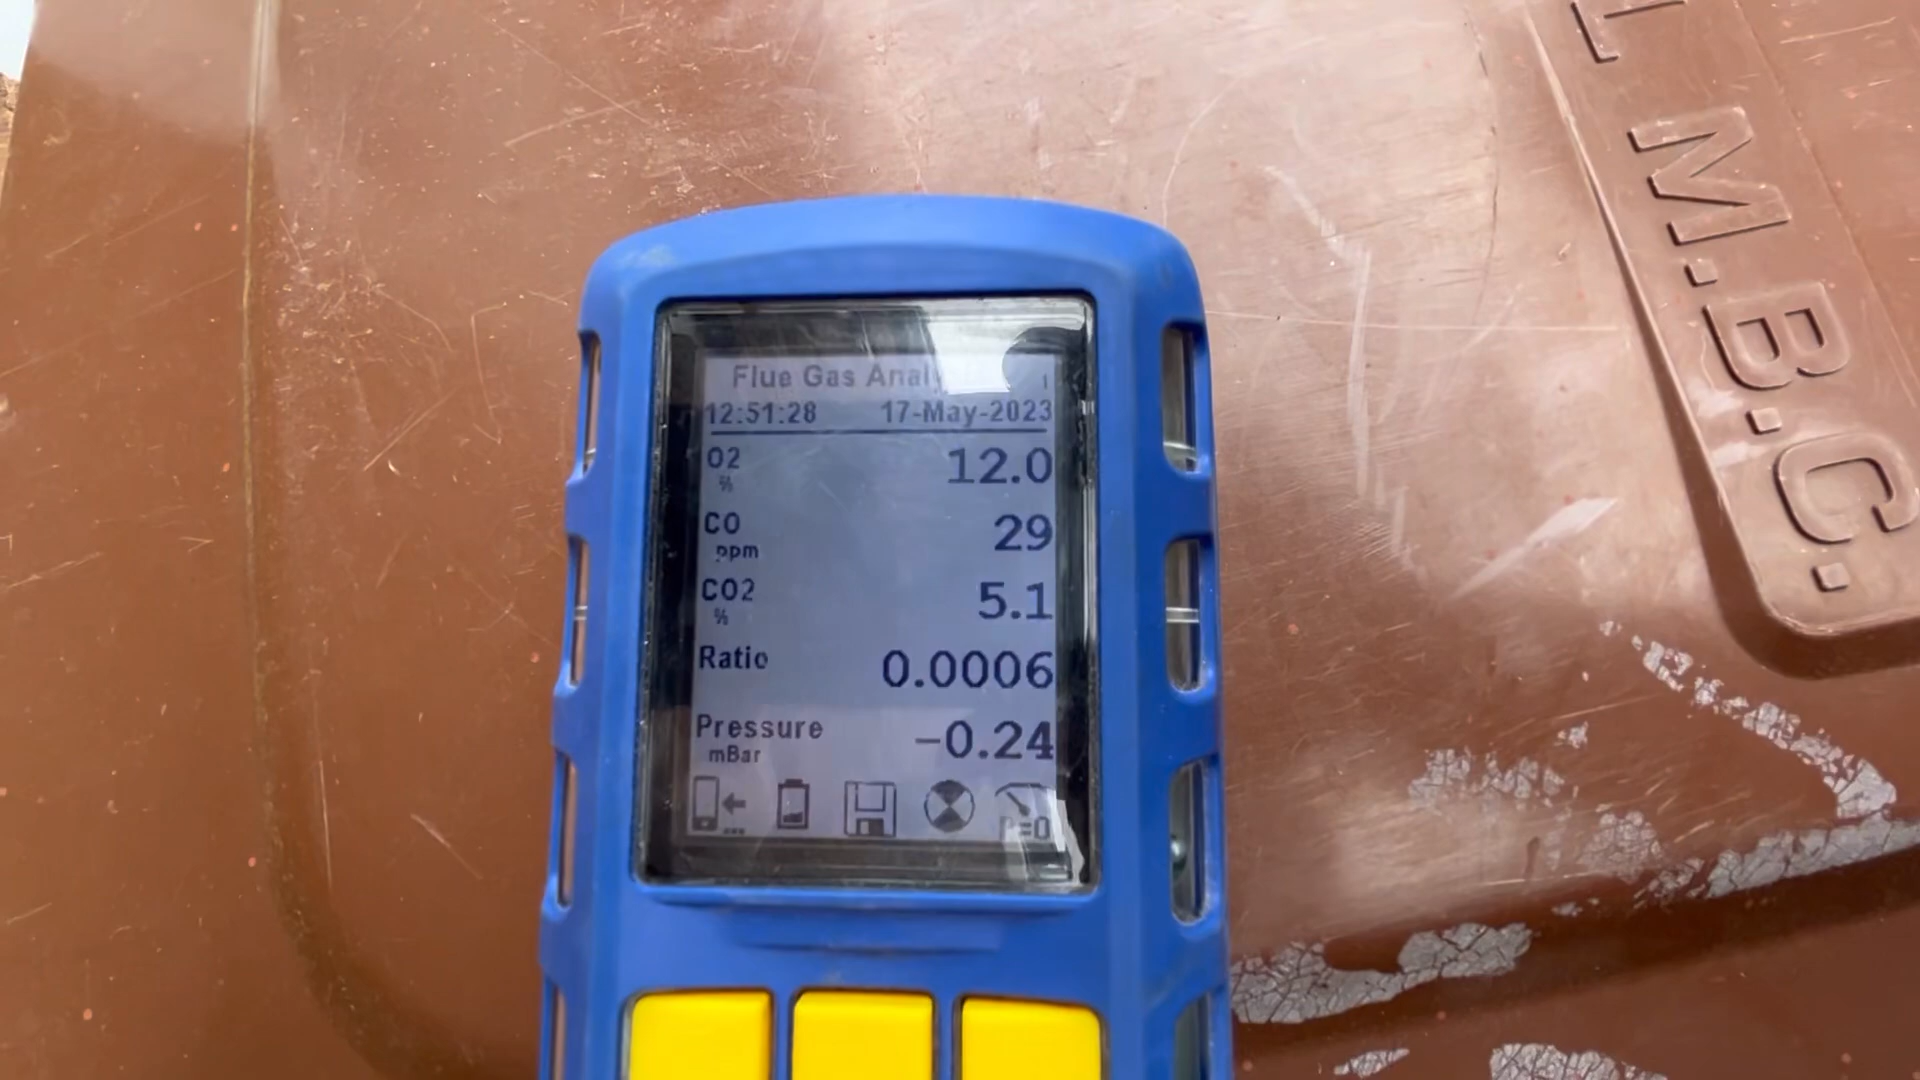 Flue Gas
12:51:28 17-May-2023
O2 % 12.0
CO ppm 29
CO2 % 5.1
Ratio 0.0006
Pressure mBar -0.24
P=0
L M.B.C.